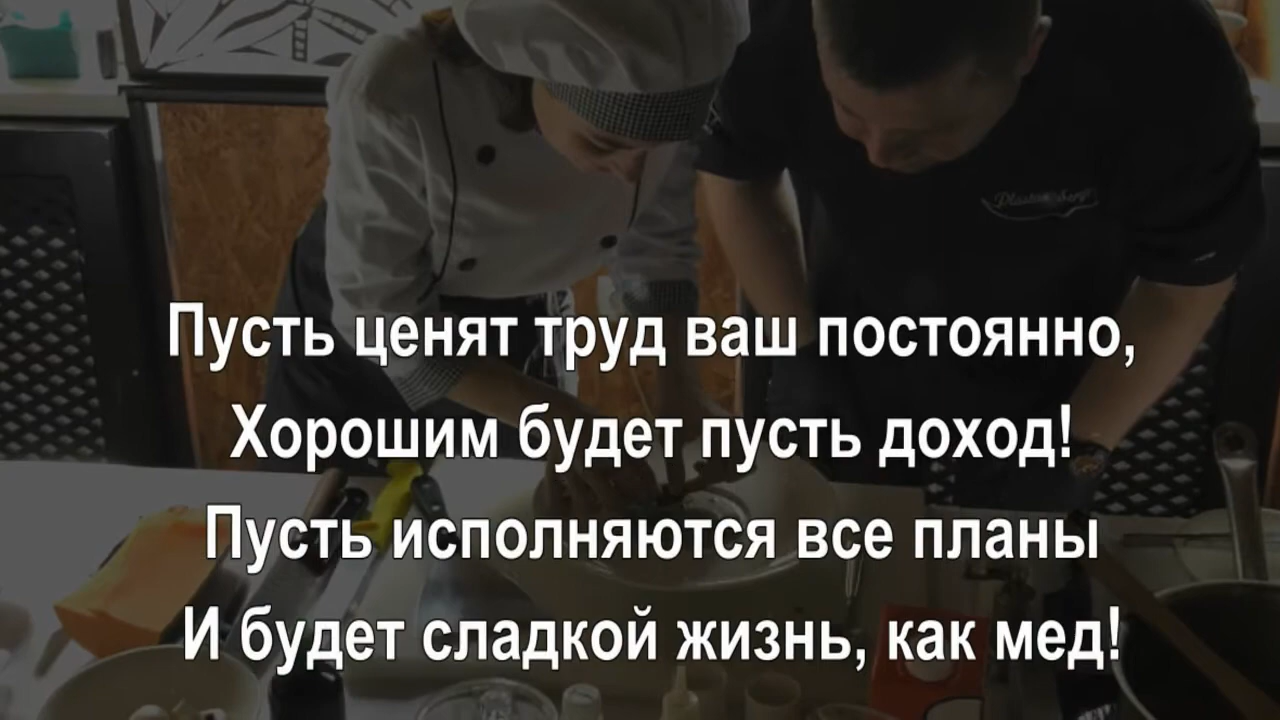 Пусть ценят труд ваш постоянно,
Хорошим будет пусть доход!
Пусть исполняются все планы
И будет сладкой жизнь, как мед!